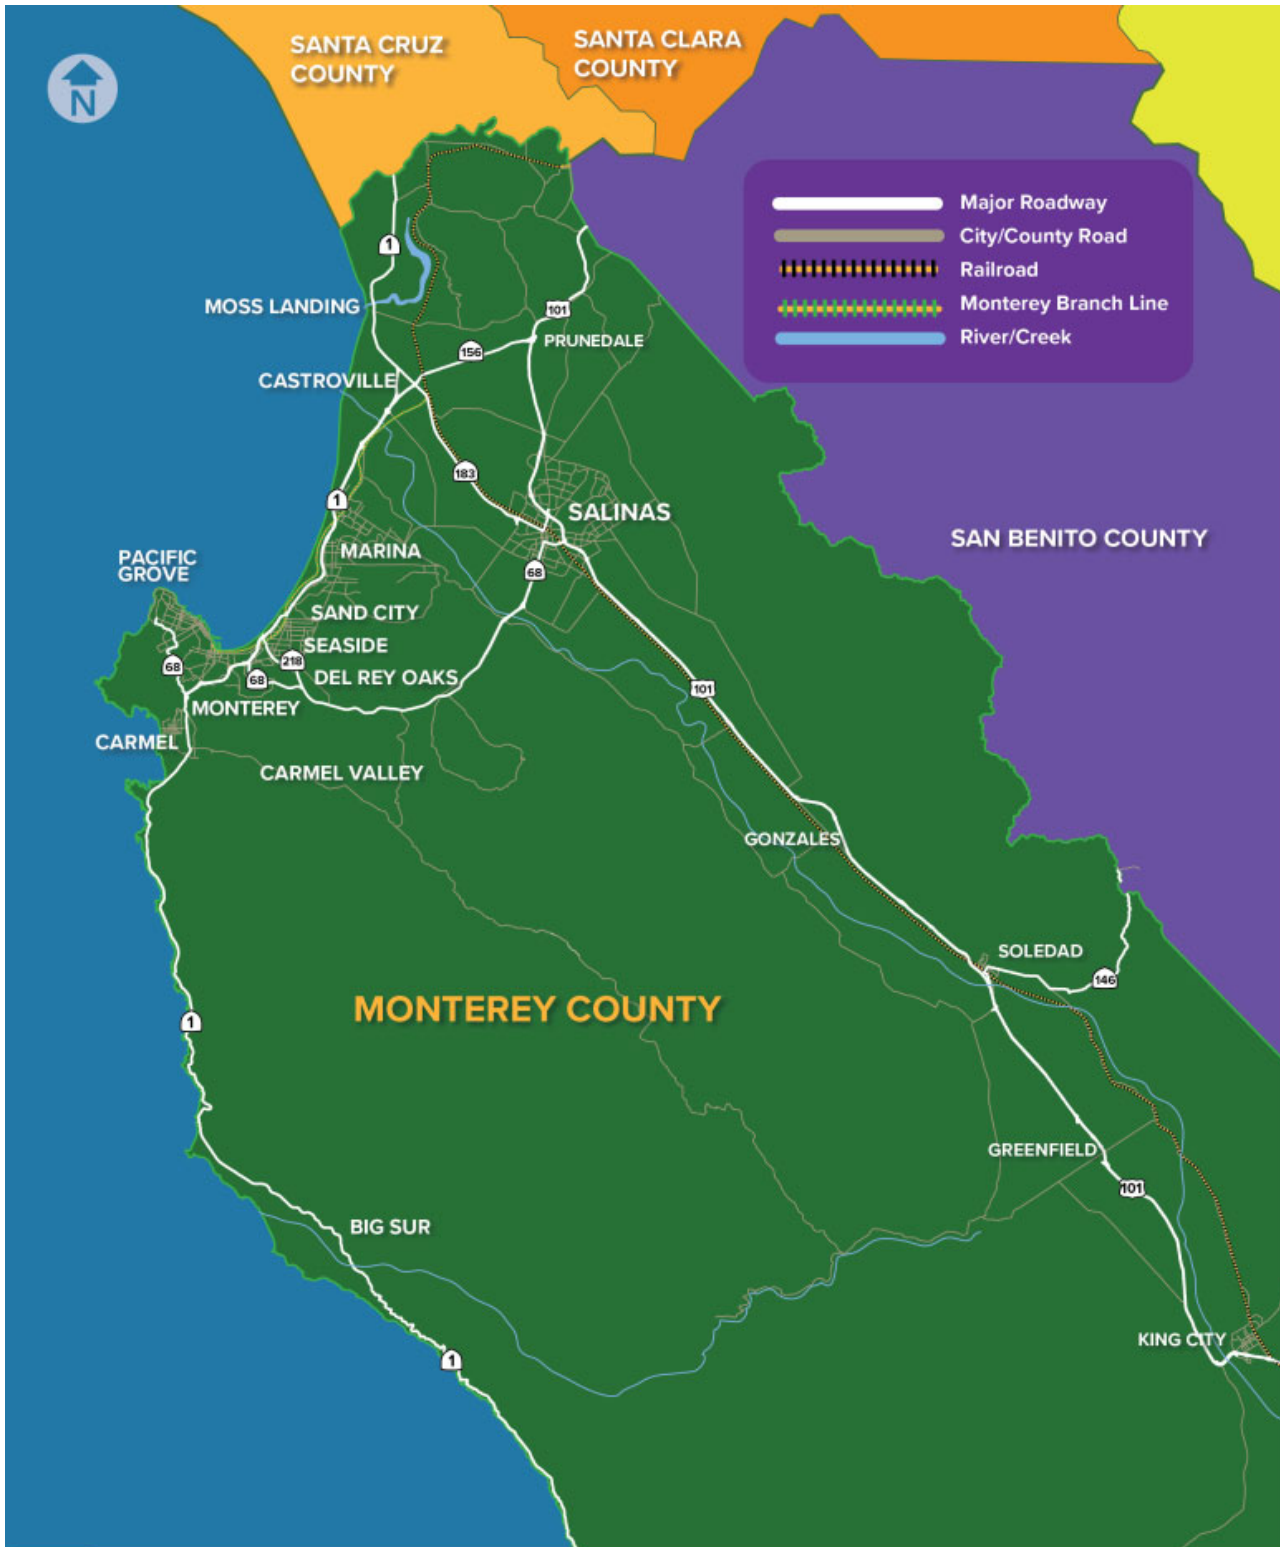 SANTA CRUZ
COUNTY
SANTA CLARA
COUNTY
N
Major Roadway
City/County Road
Railroad
Monterey Branch Line
River/Creek
1
MOSS LANDING
101
PRUNEDALE
156
CASTROVILLE
183
1
SALINAS
SAN BENITO COUNTY
MARINA
PACIFIC
GROVE
68
SAND CITY
SEASIDE
218
68
68
DEL REY OAKS
101
MONTEREY
CARMEL
CARMEL VALLEY
GONZALES
SOLEDAD
146
MONTEREY COUNTY
1
GREENFIELD
101
BIG SUR
KING CITY
1